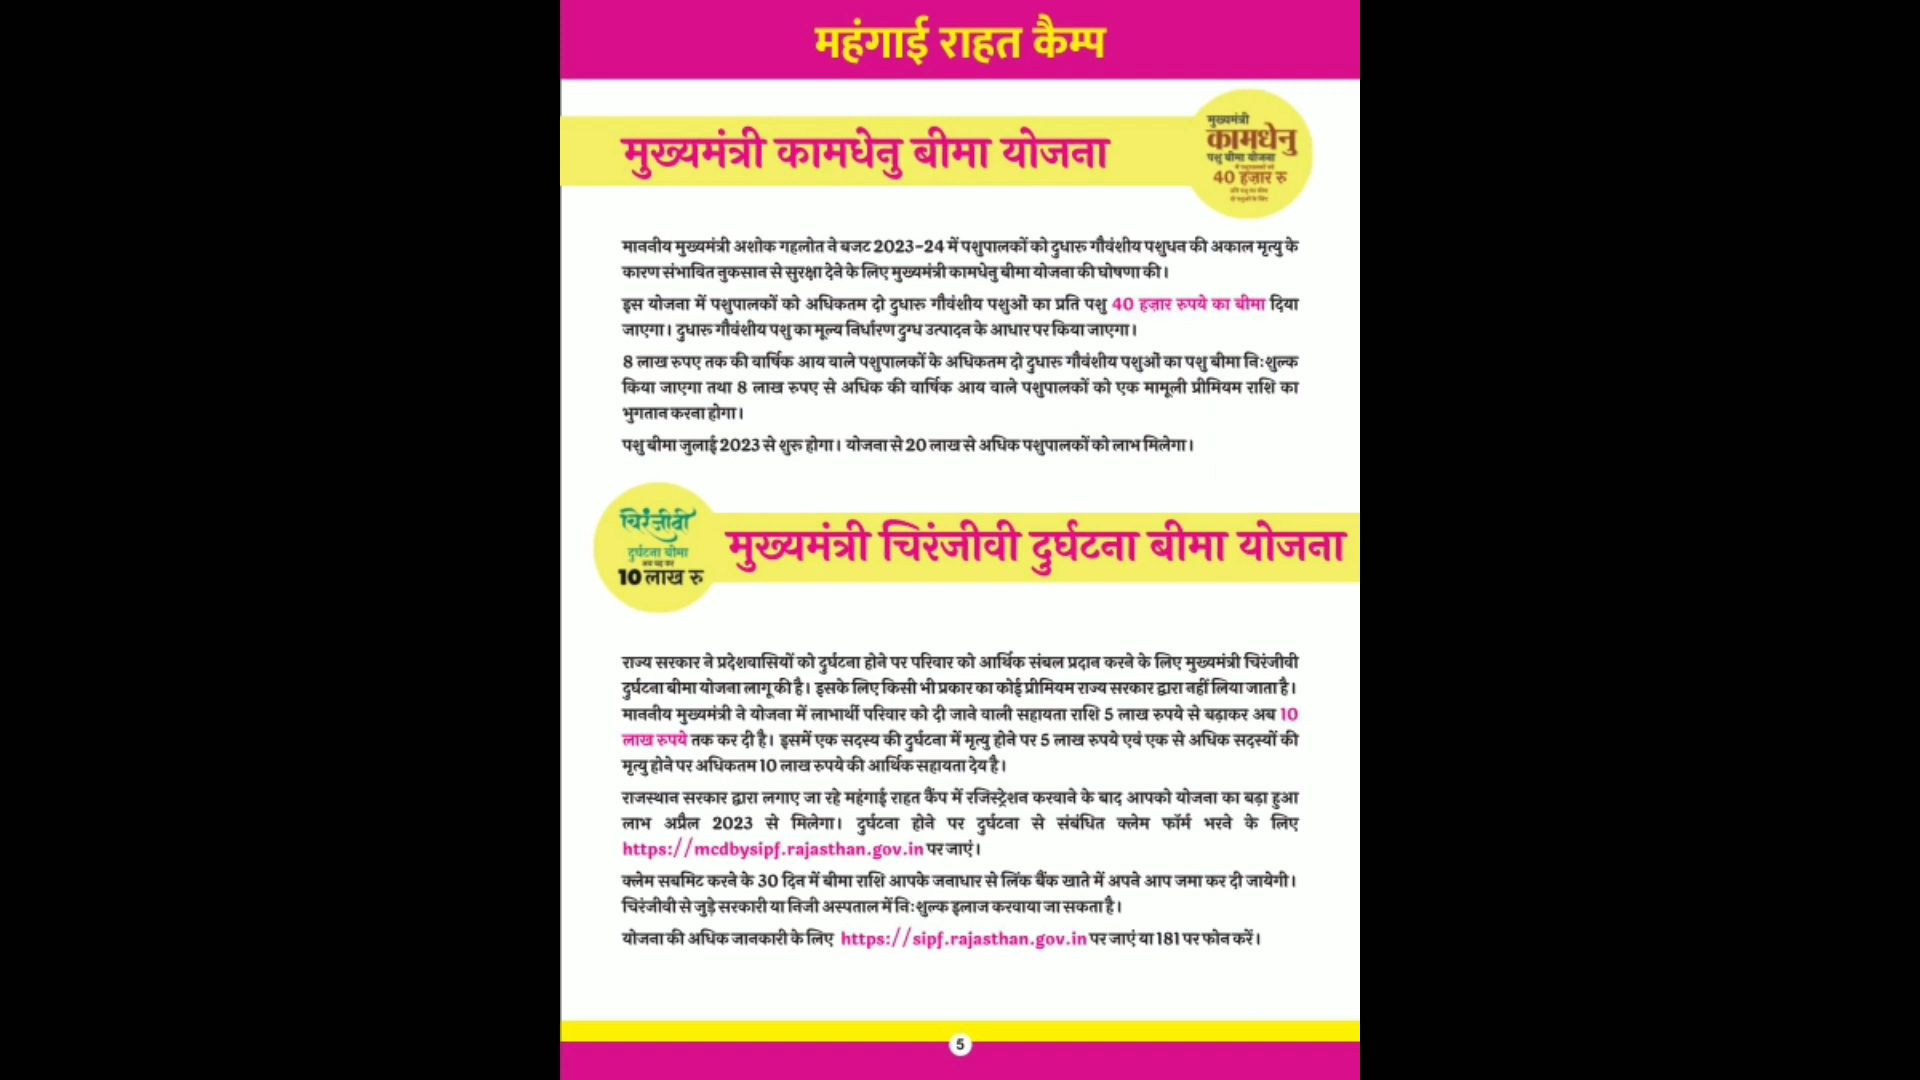 महंगाई राहत कैम्प
मुख्यमंत्री कामधेनु बीमा योजना
मुख्यमंत्री
कामधेनु
पशु बीमा योजना
40 हज़ार रु
माननीय मुख्यमंत्री अशोक गहलोत ने बजट 2023-24 में पशुपालकों को दुधारू गौवंशीय पशुधन की अकाल मृत्यु के
कारण संभावित नुकसान से सुरक्षा देने के लिए मुख्यमंत्री कामधेनु बीमा योजना की घोषणा की।
इस योजना में पशुपालकों को अधिकतम दो दुधारू गौवंशीय पशुओं का प्रति पशु 40 हज़ार रुपये का बीमा दिया
जाएगा। दुधारू गौवंशीय पशु का मूल्य निर्धारण दुग्ध उत्पादन के आधार पर किया जाएगा।
8 लाख रुपए तक की वार्षिक आय वाले पशुपालकों के अधिकतम दो दुधारू गौवंशीय पशुओं का पशु बीमा निःशुल्क
किया जाएगा तथा 8 लाख रुपए से अधिक की वार्षिक आय वाले पशुपालकों को एक मामूली प्रीमियम राशि का
भुगतान करना होगा।
पशु बीमा जुलाई 2023 से शुरू होगा। योजना से 20 लाख से अधिक पशुपालकों को लाभ मिलेगा।
चिरंजीवी
दुर्घटना बीमा
अब बढ़ कर
10 लाख रु
मुख्यमंत्री चिरंजीवी दुर्घटना बीमा योजना
राज्य सरकार ने प्रदेशवासियों को दुर्घटना होने पर परिवार को आर्थिक संबल प्रदान करने के लिए मुख्यमंत्री चिरंजीवी
दुर्घटना बीमा योजना लागू की है। इसके लिए किसी भी प्रकार का कोई प्रीमियम राज्य सरकार द्वारा नहीं लिया जाता है।
माननीय मुख्यमंत्री ने योजना में लाभार्थी परिवार को दी जाने वाली सहायता राशि 5 लाख रुपये से बढ़ाकर अब 10
लाख रुपये तक कर दी है। इसमें एक सदस्य की दुर्घटना में मृत्यु होने पर 5 लाख रुपये एवं एक से अधिक सदस्यों की
मृत्यु होने पर अधिकतम 10 लाख रुपये की आर्थिक सहायता देय है।
राजस्थान सरकार द्वारा लगाए जा रहे महंगाई राहत कैंप में रजिस्ट्रेशन करवाने के बाद आपको योजना का बढ़ा हुआ
लाभ अप्रैल 2023 से मिलेगा। दुर्घटना होने पर दुर्घटना से संबंधित क्लेम फॉर्म भरने के लिए
https://mcdbysipf.rajasthan.gov.in पर जाएं।
क्लेम सबमिट करने के 30 दिन में बीमा राशि आपके जनाधार से लिंक बैंक खाते में अपने आप जमा कर दी जायेगी।
चिरंजीवी से जुड़े सरकारी या निजी अस्पताल में निःशुल्क इलाज करवाया जा सकता है।
योजना की अधिक जानकारी के लिए https://sipf.rajasthan.gov.in पर जाएं या 181 पर फोन करें।
5